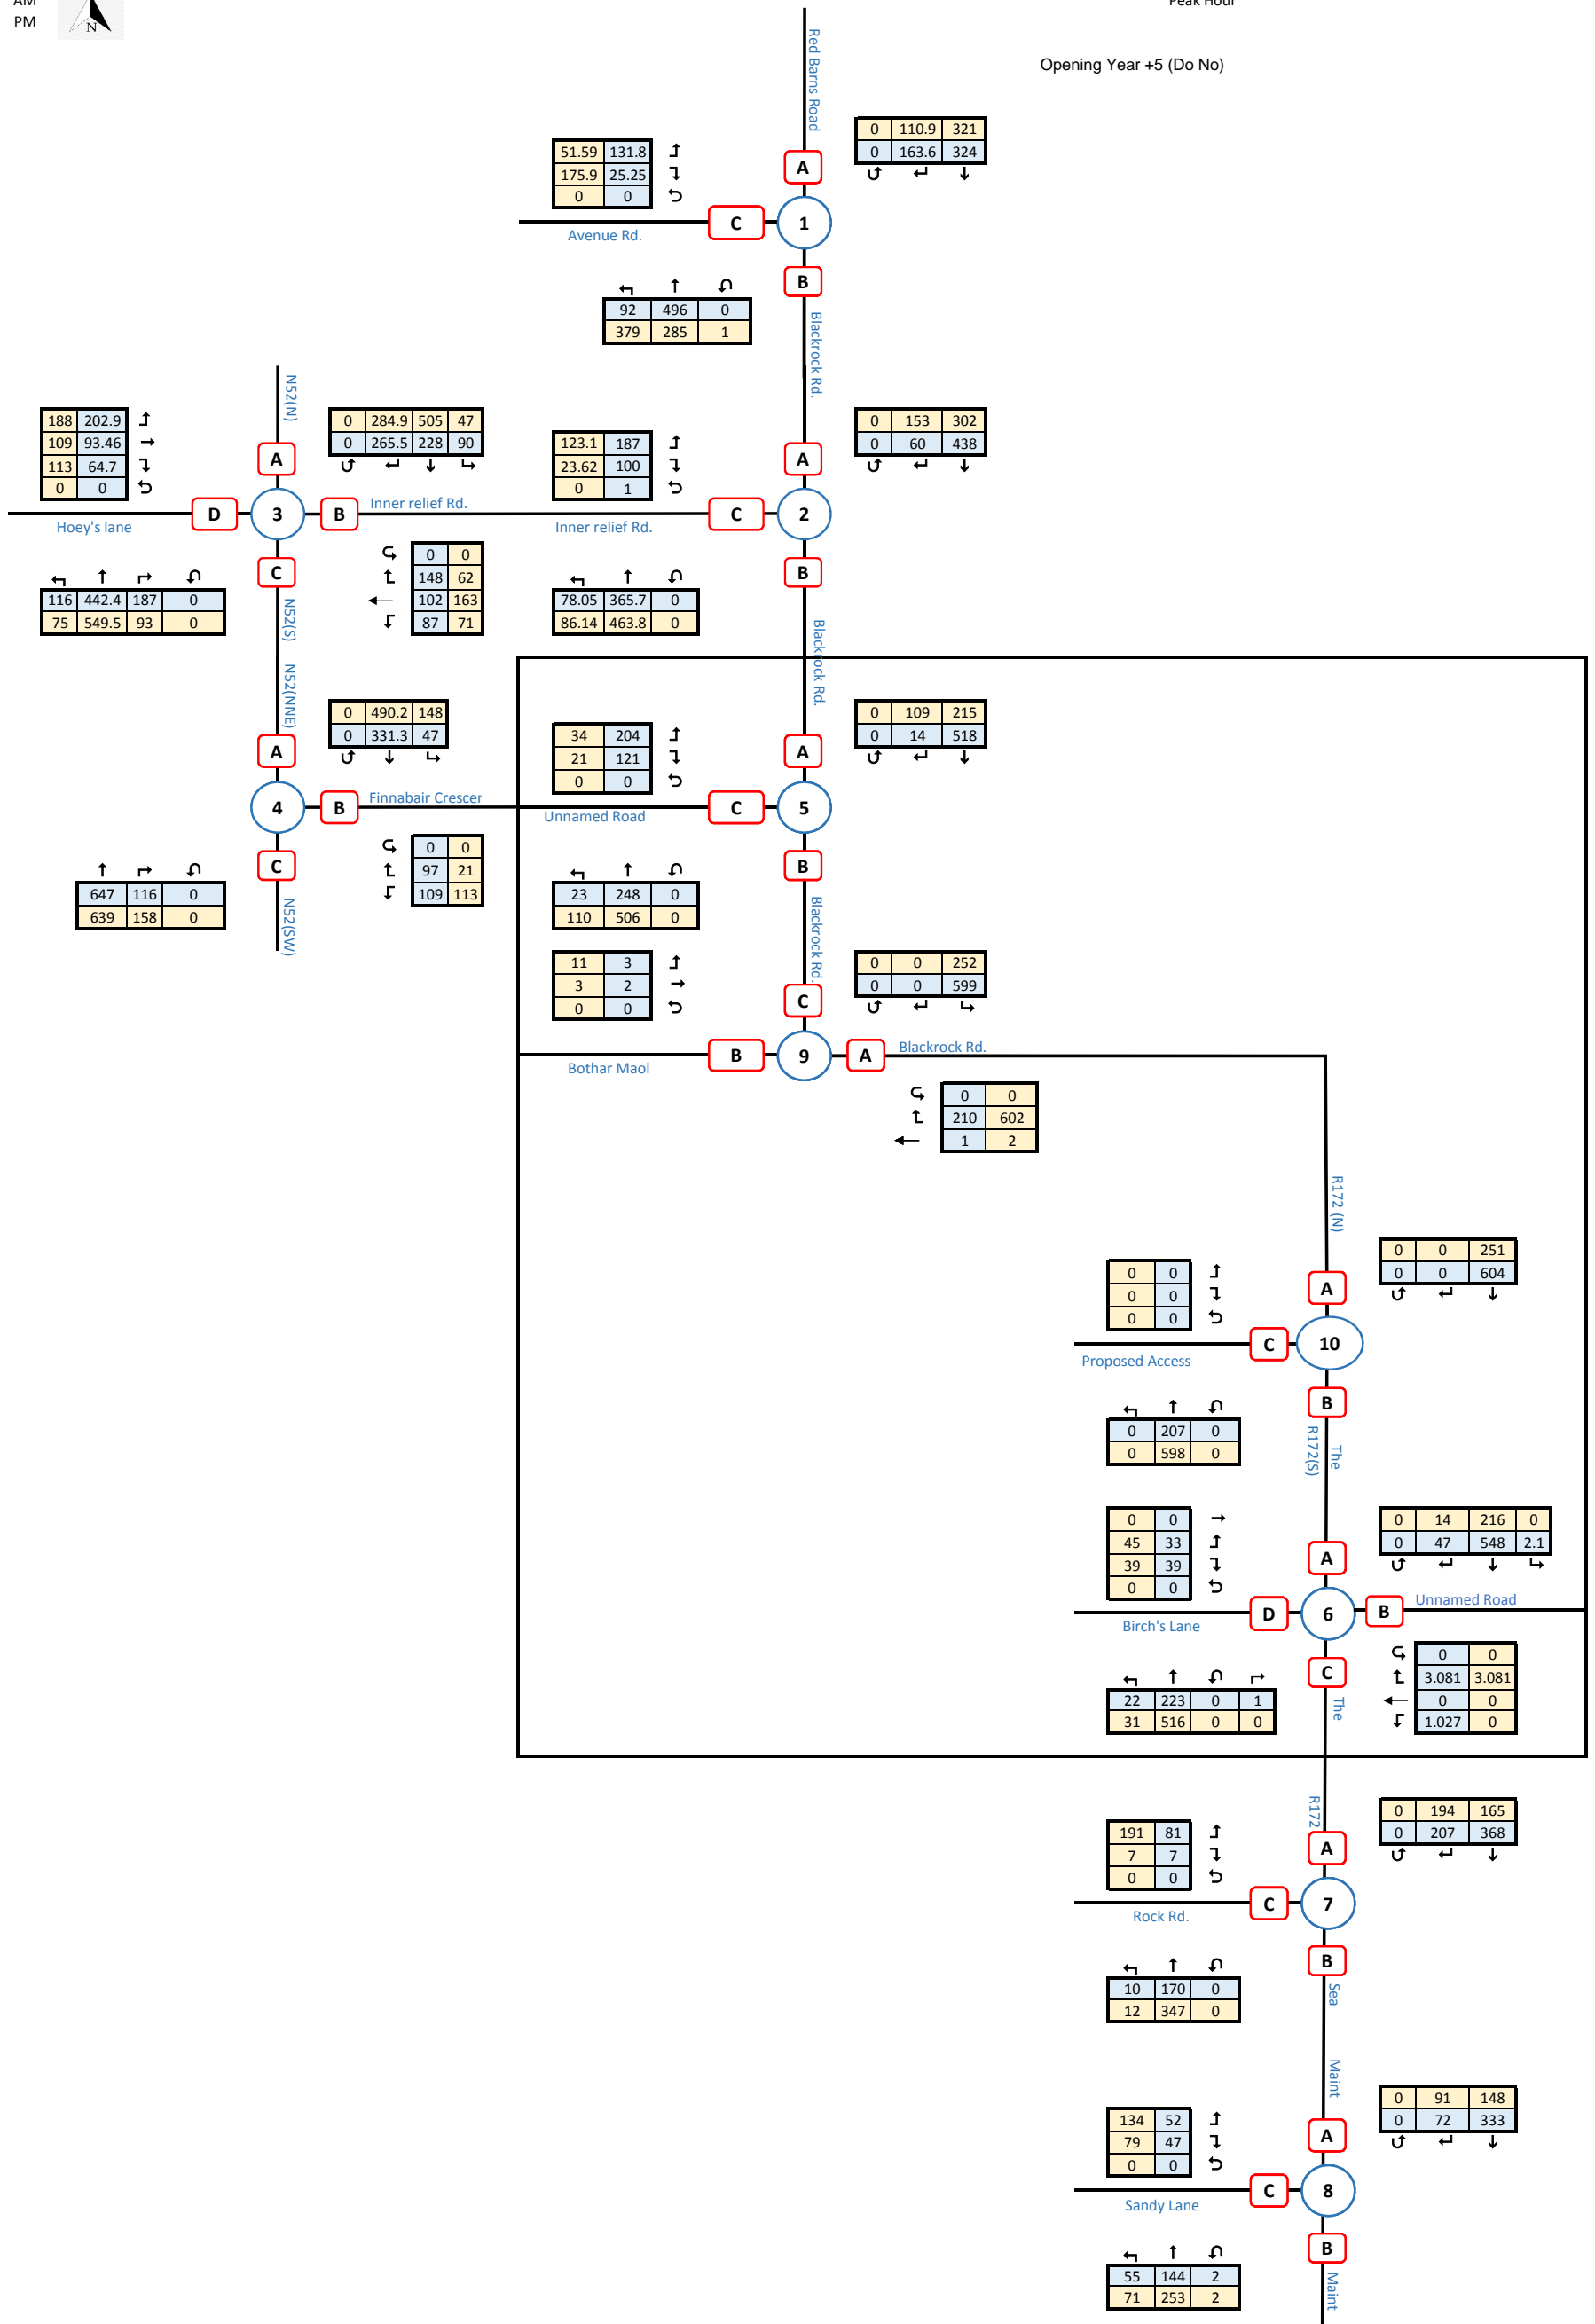 AM
PM
N
Peak Hour
Opening Year +5 (Do No)
Red Barns Road
0 110.9 321
0 163.6 324
51.59 131.8
175.9 25.25
0 0
A
C
1
Avenue Rd.
B
92 496 0
379 285 1
Blackrock Rd.
N52(N)
188 202.9
109 93.46
113 64.7
0 0
0 284.9 505 47
0 265.5 228 90
123.1 187
23.62 100
0 1
0 153 302
0 60 438
A
A
D
3
B
Inner relief Rd.
C
2
Hoey's lane
Inner relief Rd.
C
B
0 0
148 62
102 163
87 71
116 442.4 187 0
75 549.5 93 0
78.05 365.7 0
86.14 463.8 0
N52(S)
Blackrock Rd.
N52(NNE)
0 490.2 148
0 331.3 47
34 204
21 121
0 0
0 109 215
0 14 518
A
A
4
B
Finnabair Crescer
C
5
Unnamed Road
C
B
0 0
97 21
109 113
647 116 0
639 158 0
23 248 0
110 506 0
N52(SW)
Blackrock Rd.
11 3
3 2
0 0
0 0 252
0 0 599
C
B
9
A
Blackrock Rd.
Bothar Maol
0 0
210 602
1 2
R172 (N)
0 0
0 0
0 0
0 0 251
0 0 604
A
C
10
Proposed Access
B
0 207 0
0 598 0
R172(S)
The
0 0
45 33
39 39
0 0
0 14 216 0
0 47 548 2.1
A
D
6
B
Unnamed Road
Birch's Lane
C
0 0
3.081 3.081
0 0
1.027 0
22 223 0 1
31 516 0 0
The
R172
191 81
7 7
0 0
0 194 165
0 207 368
A
C
7
Rock Rd.
B
10 170 0
12 347 0
Sea
Maint
134 52
79 47
0 0
0 91 148
0 72 333
A
C
8
Sandy Lane
B
55 144 2
71 253 2
Maint